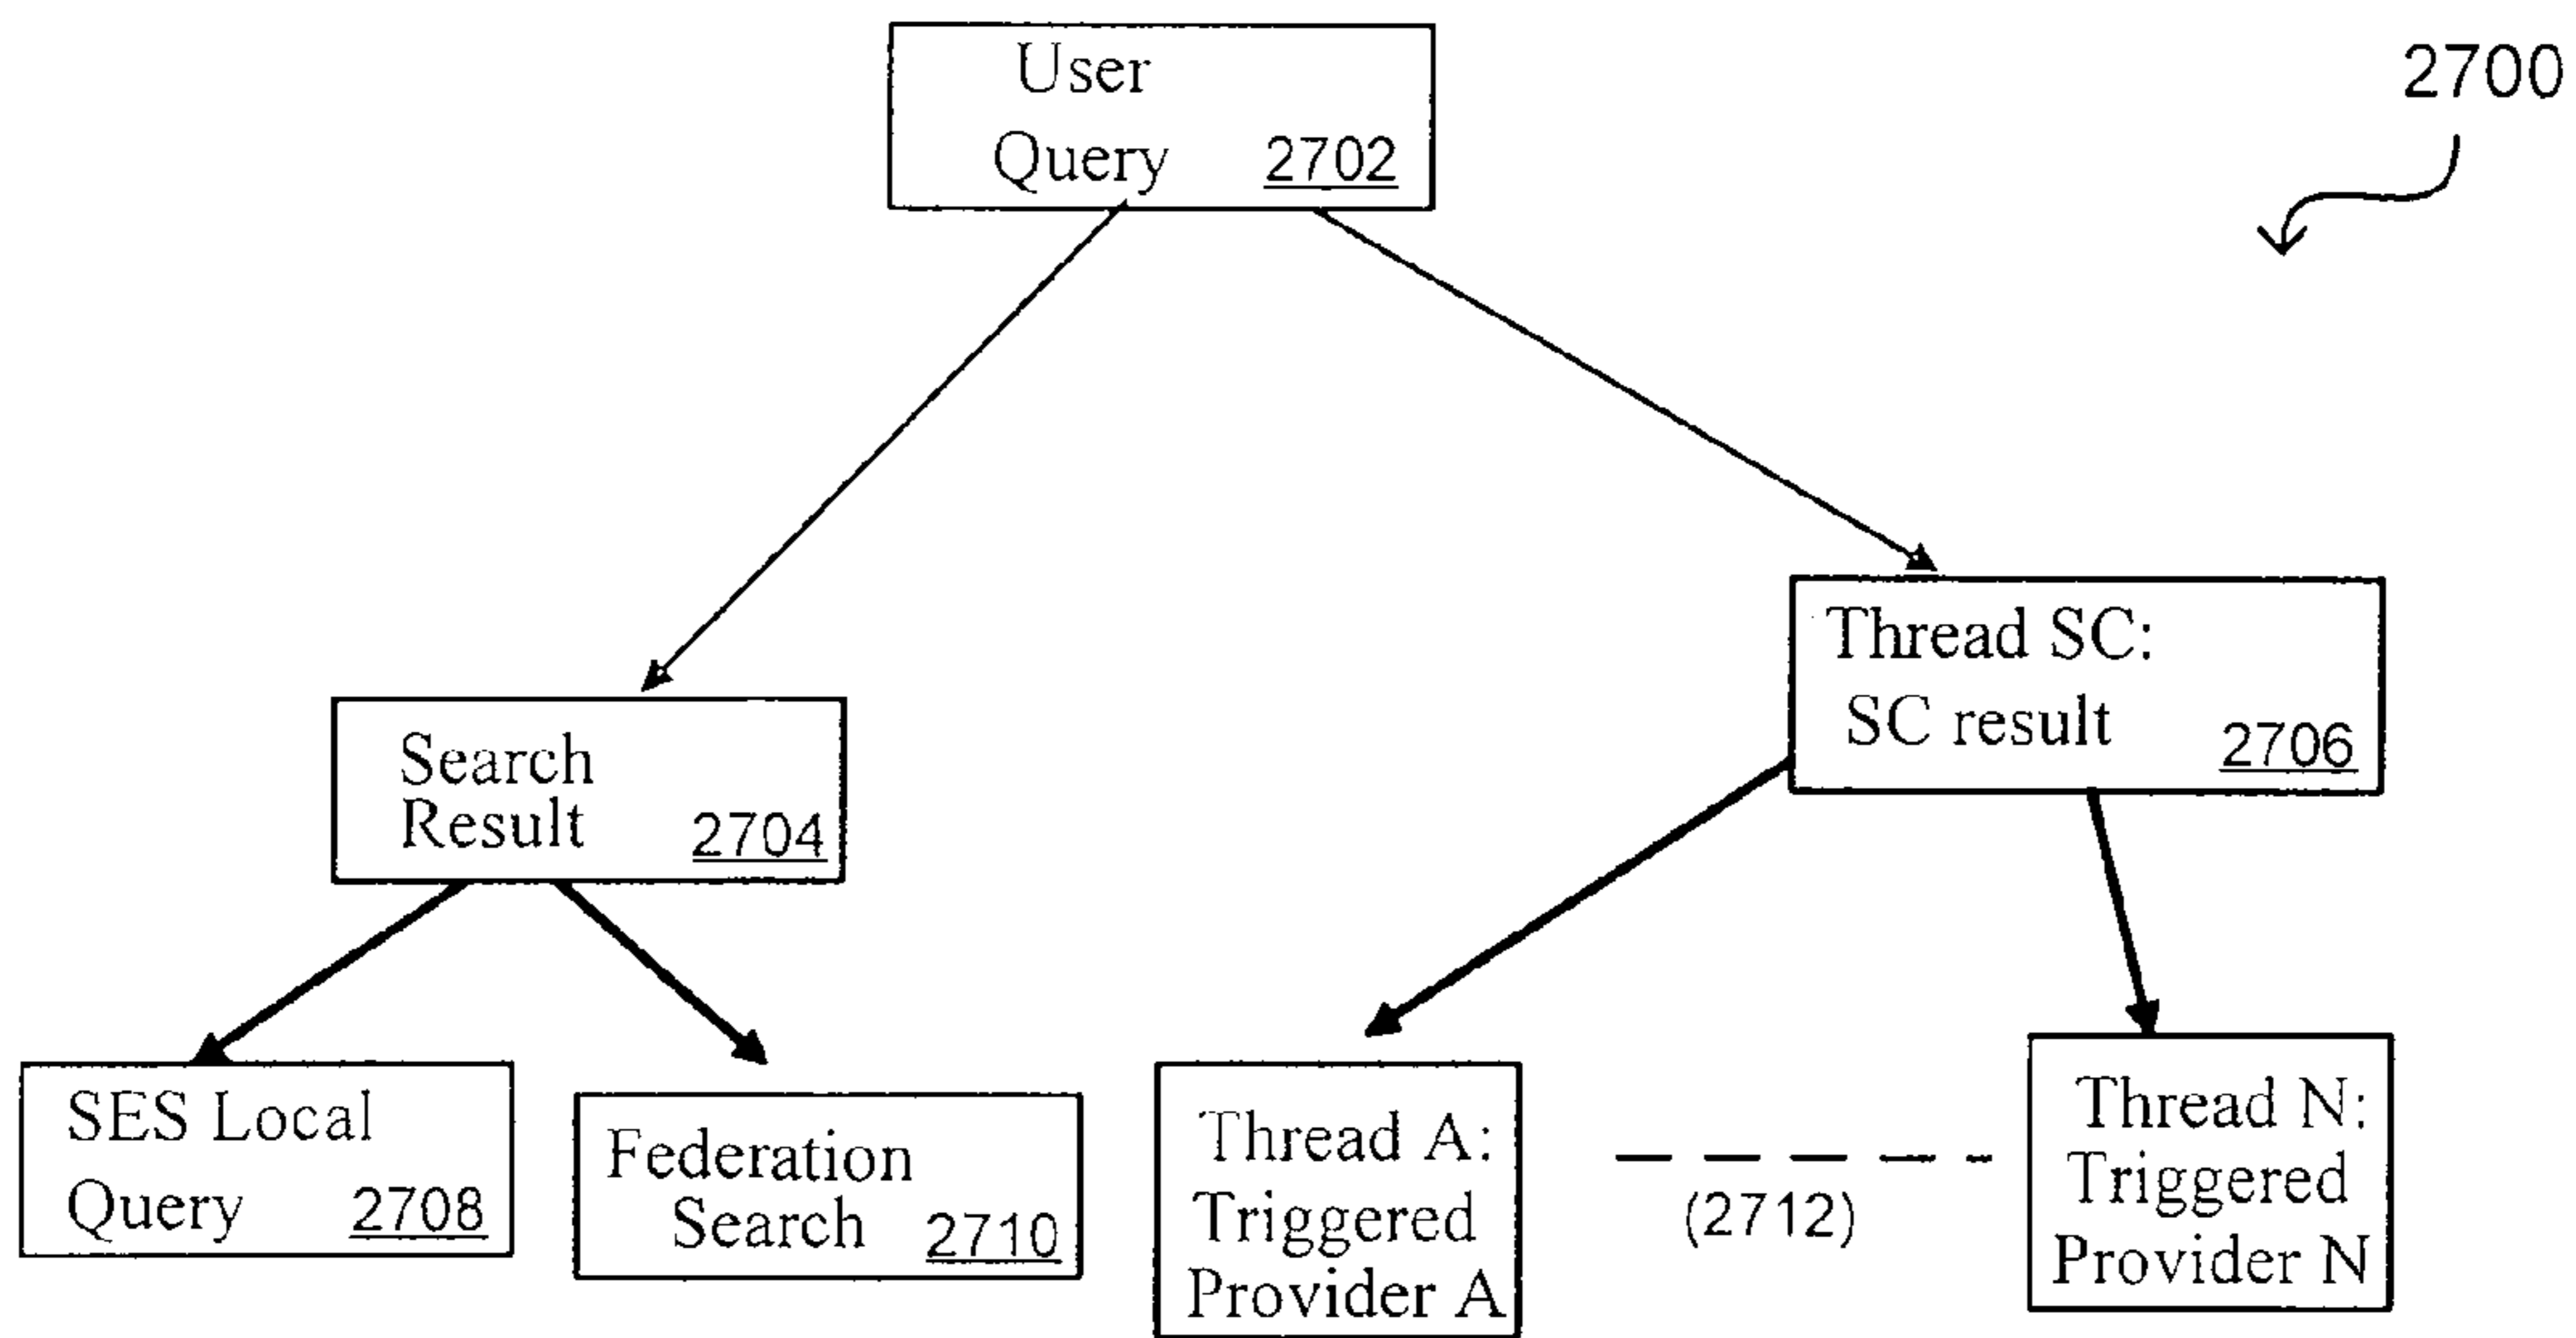 User
Query 2702
2700
Thread SC:
SC result 2706
Search
Result 2704
SES Local
Query 2708
Federation
Search 2710
Thread A:
Triggered
Provider A
(2712)
Thread N:
Triggered
Provider N